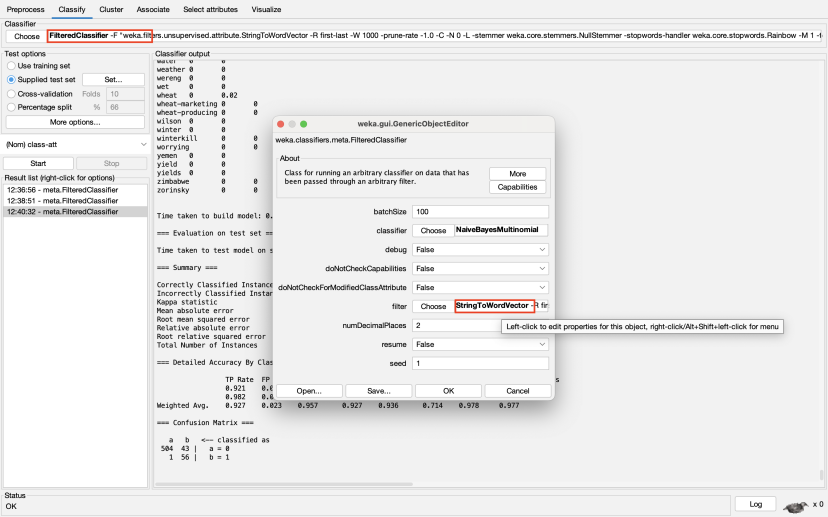 Preprocess Classify Cluster Associate Select attributes Visualize
Classifier
Choose FilteredClassifier -F "weka.filters.unsupervised.attribute.StringToWordVector -R first-last -W 1000 -prune-rate -1.0 -C -N 0 -L -stemmer weka.core.stemmers.NullStemmer -stopwords-handler weka.core.stopwords.Rainbow -M 1
Test options
Use training set
Supplied test set Set...
Cross-validation Folds 10
Percentage split % 66
More options...
(Nom) class-att
Start Stop
Result list (right-click for options)
12:36:56 - meta.FilteredClassifier
12:38:51 - meta.FilteredClassifier
12:40:32 - meta.FilteredClassifier
Classifier output
water 0 0
weather 0 0
wereng 0 0
wet 0 0
wheat 0 0.02
wheat-marketing 0 0
wheat-producing 0 0
wilson 0 0
winter 0 0
winterkill 0 0
worrying 0 0
yemen 0 0
yield 0 0
yields 0 0
zimbabwe 0 0
zorinsky 0 0
Time taken to build model: 0.
=== Evaluation on test set ==
Time taken to test model on s
=== Summary ===
Correctly Classified Instance
Incorrectly Classified Instan
Kappa statistic
Mean absolute error
Root mean squared error
Relative absolute error
Root relative squared error
Total Number of Instances
=== Detailed Accuracy By Clas
TP Rate FP s
0.921 0.0
0.982 0.0
Weighted Avg. 0.927 0.023 0.957 0.927 0.936 0.714 0.978 0.977
=== Confusion Matrix ===
a b <-- classified as
504 43 | a = 0
1 56 | b = 1
weka.gui.GenericObjectEditor
weka.classifiers.meta.FilteredClassifier
About
Class for running an arbitrary classifier on data that has
been passed through an arbitrary filter.
More
Capabilities
batchSize 100
classifier Choose NaiveBayesMultinomial
debug False
doNotCheckCapabilities False
doNotCheckForModifiedClassAttribute False
filter Choose StringToWordVector -R fir
numDecimalPlaces 2
Left-click to edit properties for this object, right-click/Alt+Shift+left-click for menu
resume False
seed 1
Open... Save... OK Cancel
Status
OK
Log x 0